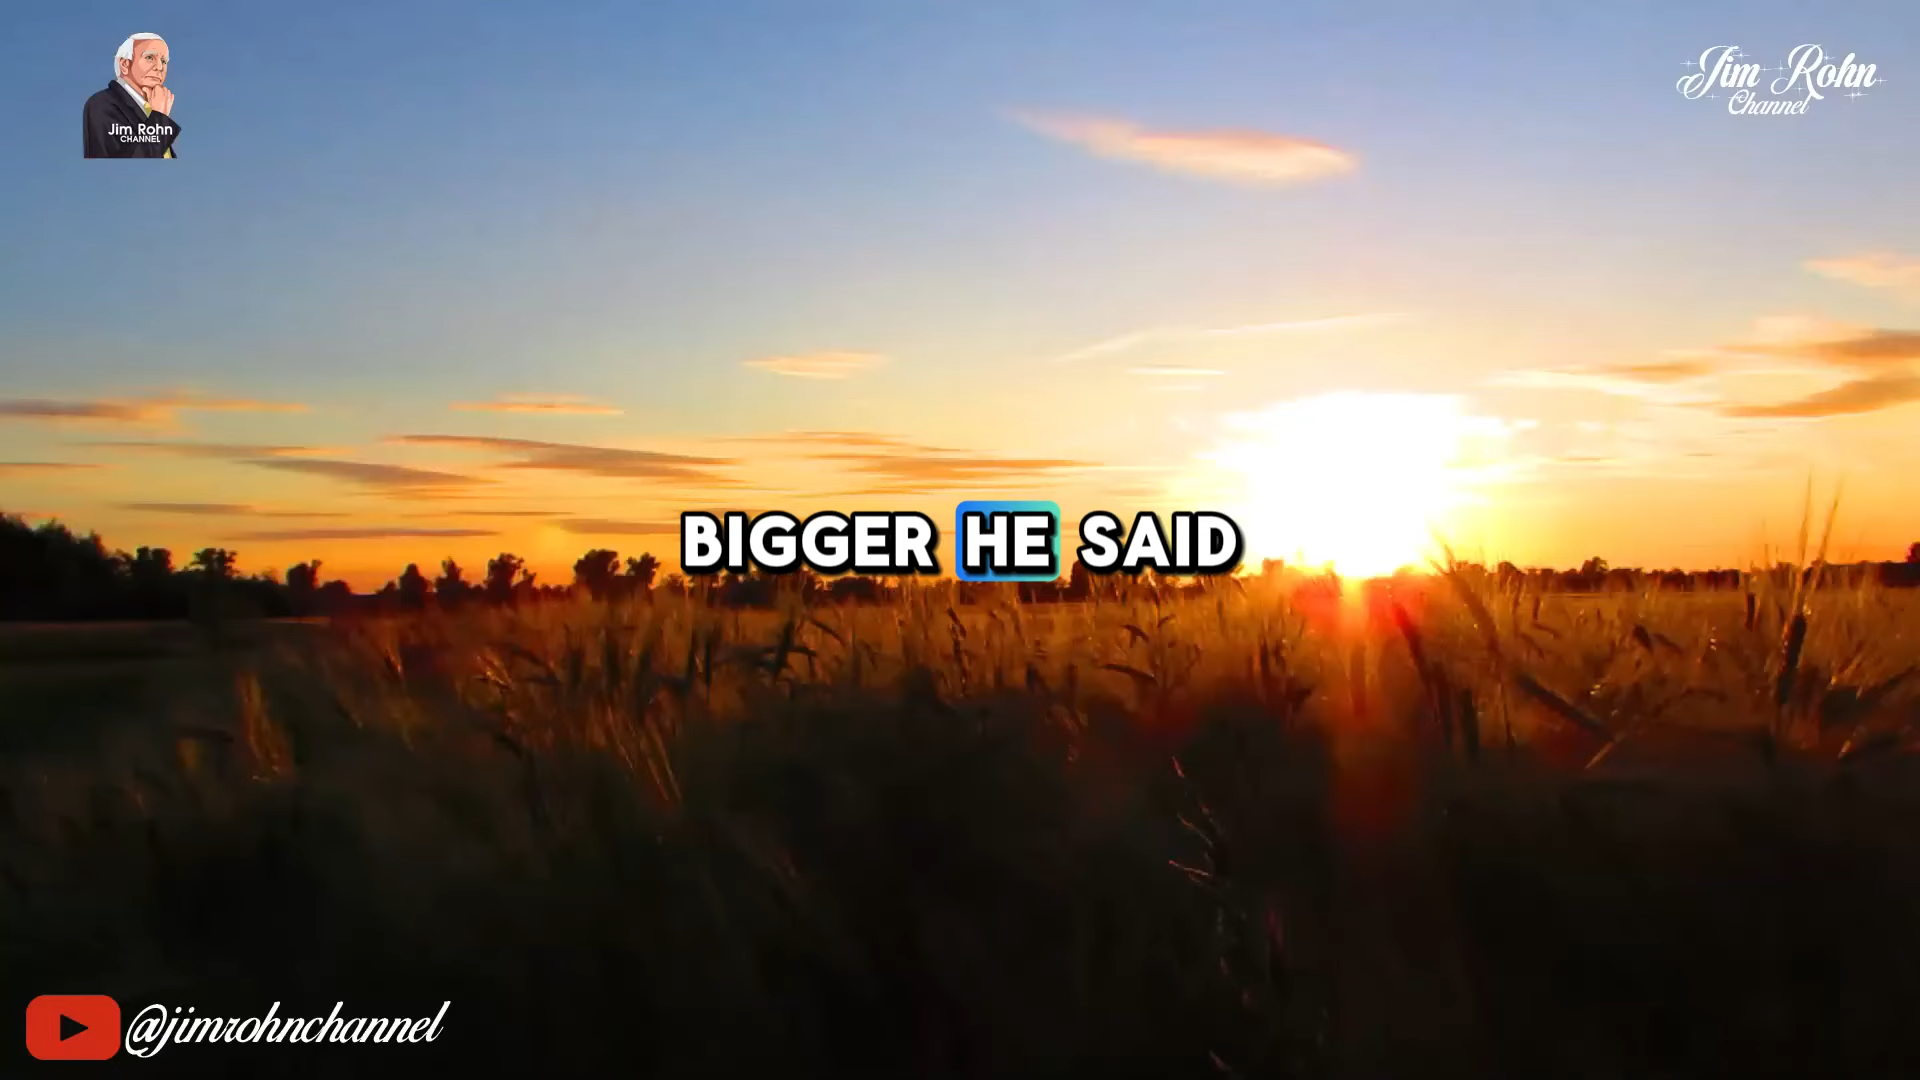 Jim Rohn
CHANNEL
Jim Rohn
Channel
BIGGER HE SAID
@jimrohnchannel